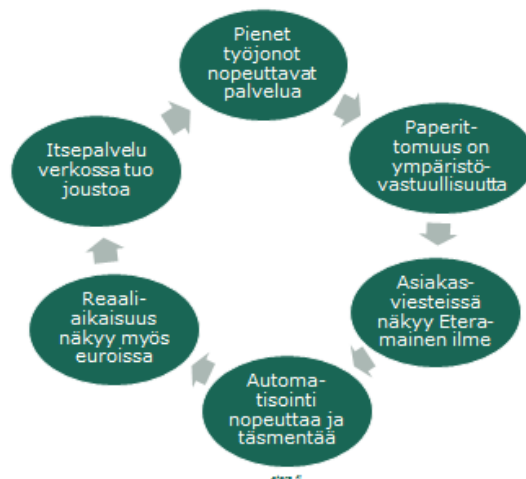 Pienet
työjonot
nopeuttavat
palvelua
Paperit-
tomuus on
ympäristö-
vastuullisuutta
Asiakas-
viesteissä
näkyy Etera-
mainen ilme
Automa-
tisointi
nopeuttaa ja
täsmentää
Reaali-
aikaisuus
näkyy myös
euroissa
Itsepalvelu
verkossa tuo
joustoa